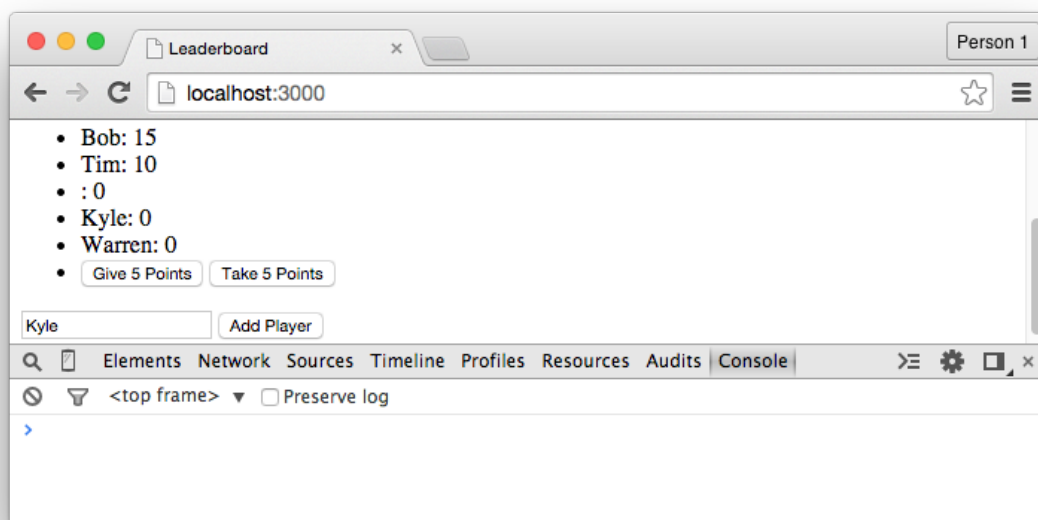 Leaderboard
Person 1
localhost:3000
Bob: 15
Tim: 10
: 0
Kyle: 0
Warren: 0
Give 5 Points Take 5 Points
Kyle Add Player
Elements Network Sources Timeline Profiles Resources Audits Console
<top frame> Preserve log